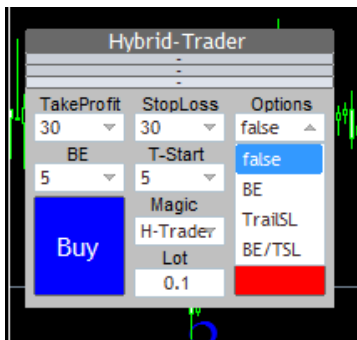 Hybrid-Trader
-
-
-
TakeProfit StopLoss Options
30 30 false
BE T-Start false
5 5 BE
Magic TrailSL
H-Trader BE/TSL
Buy Lot
0.1